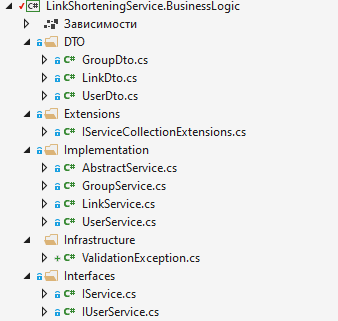 LinkShorteningService.BusinessLogic
Зависимости
DTO
C# GroupDto.cs
C# LinkDto.cs
C# UserDto.cs
Extensions
C# IServiceCollectionExtensions.cs
Implementation
C# AbstractService.cs
C# GroupService.cs
C# LinkService.cs
C# UserService.cs
Infrastructure
C# ValidationException.cs
Interfaces
C# IService.cs
C# IUserService.cs